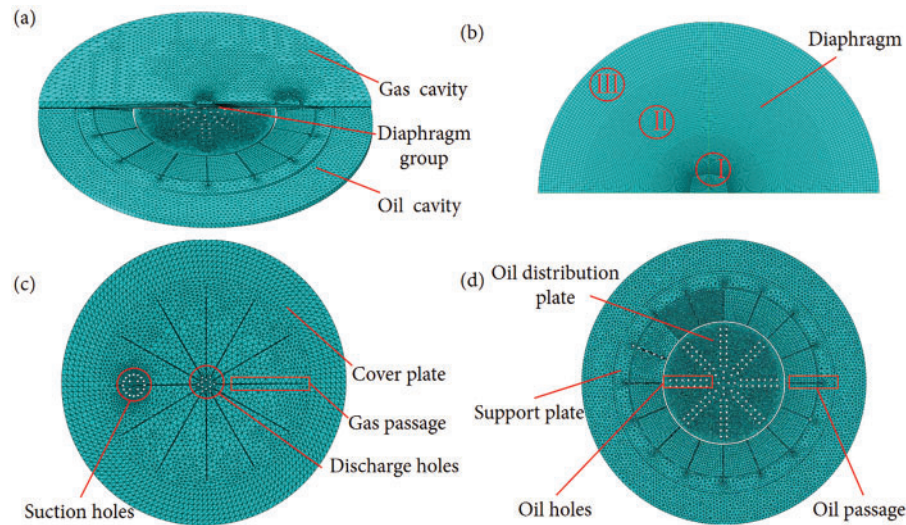 (a)
Gas cavity
Diaphragm
group
Oil cavity
(b)
Diaphragm
III
II
I
(c)
Cover plate
Gas passage
Discharge holes
Suction holes
(d)
Oil distribution
plate
Support plate
Oil holes
Oil passage